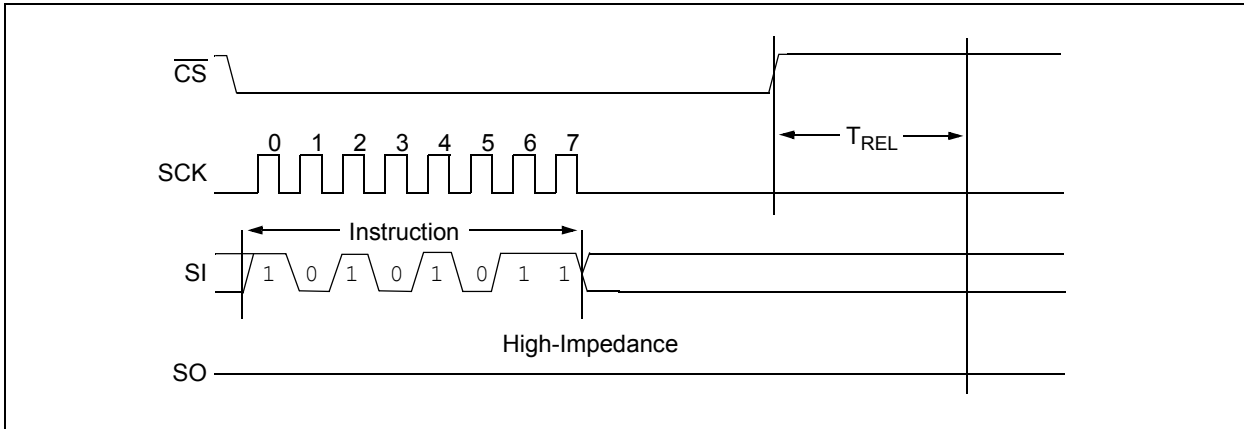 CS
0 1 2 3 4 5 6 7
TREL
SCK
Instruction
SI 1 0 1 0 1 0 1 1
High-Impedance
SO